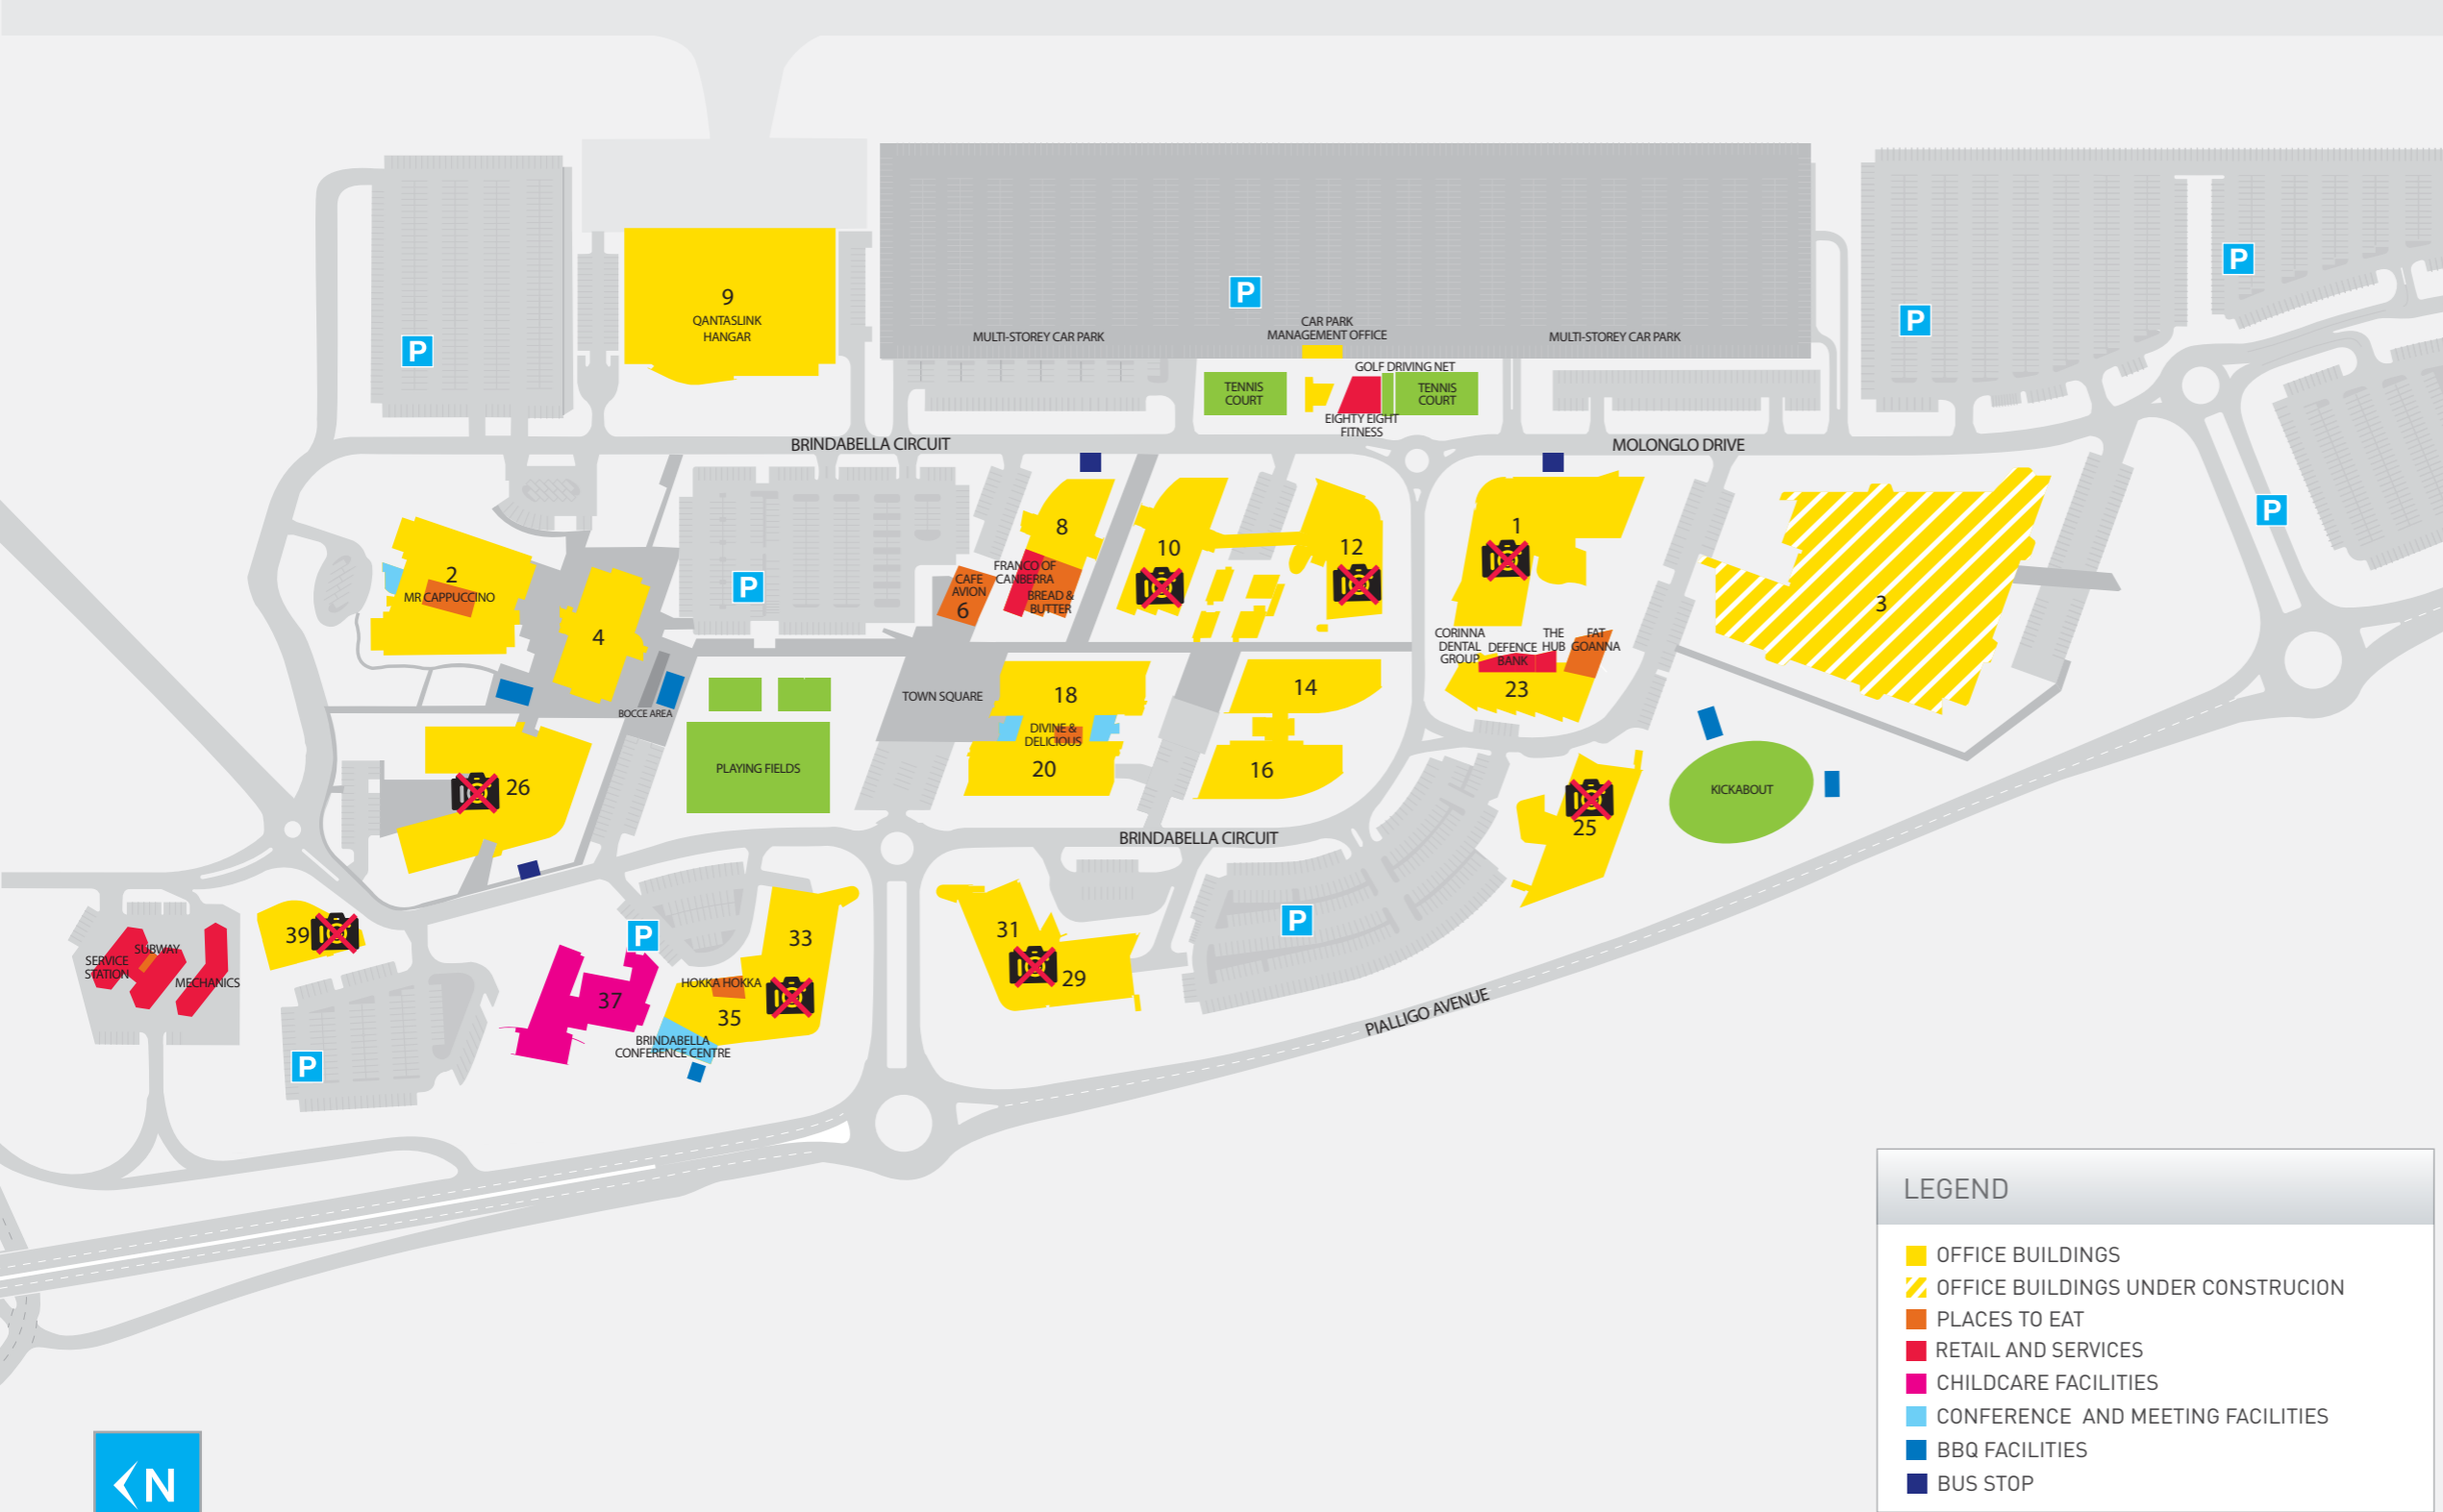 P
P
P
9
QANTASLINK
HANGAR
P
CAR PARK
MANAGEMENT OFFICE
MULTI-STOREY CAR PARK
MULTI-STOREY CAR PARK
P
GOLF DRIVING NET
TENNIS
COURT
TENNIS
COURT
EIGHTY EIGHT
FITNESS
BRINDABELLA CIRCUIT
MOLONGLO DRIVE
P
8
10
12
1
2
MR CAPPUCCINO
P
FRANCO OF
CANBERRA
CAFE
AVION
6
BREAD &
BUTTER
3
4
CORINNA
DENTAL
GROUP
DEFENCE
BANK
THE
HUB
FAT
GOANNA
23
BOCCE AREA
TOWN SQUARE
18
14
DIVINE &
DELICIOUS
20
16
PLAYING FIELDS
26
KICKABOUT
25
BRINDABELLA CIRCUIT
39
SUBWAY
SERVICE
STATION
MECHANICS
P
33
31
29
P
37
HOKKA HOKKA
35
BRINDABELLA
CONFERENCE CENTRE
PIALLIGO AVENUE
P
LEGEND
OFFICE BUILDINGS
OFFICE BUILDINGS UNDER CONSTRUCION
PLACES TO EAT
RETAIL AND SERVICES
CHILDCARE FACILITIES
CONFERENCE AND MEETING FACILITIES
BBQ FACILITIES
BUS STOP
N